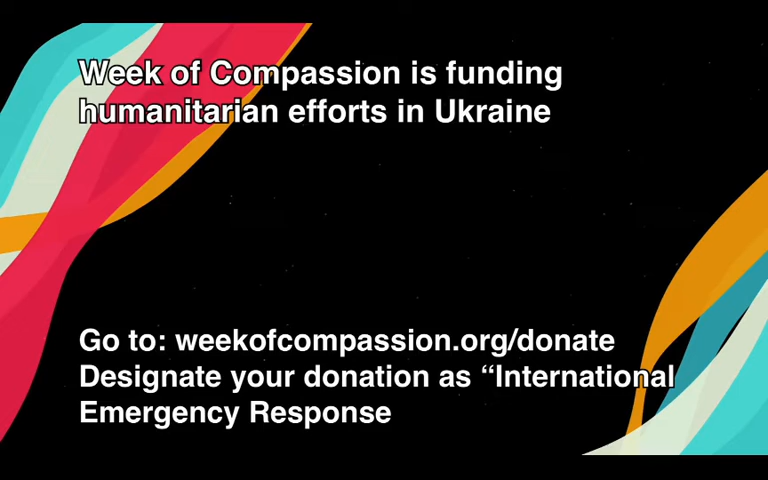 Week of Compassion is funding
humanitarian efforts in Ukraine
Go to: weekofcompassion.org/donate
Designate your donation as “International
Emergency Response